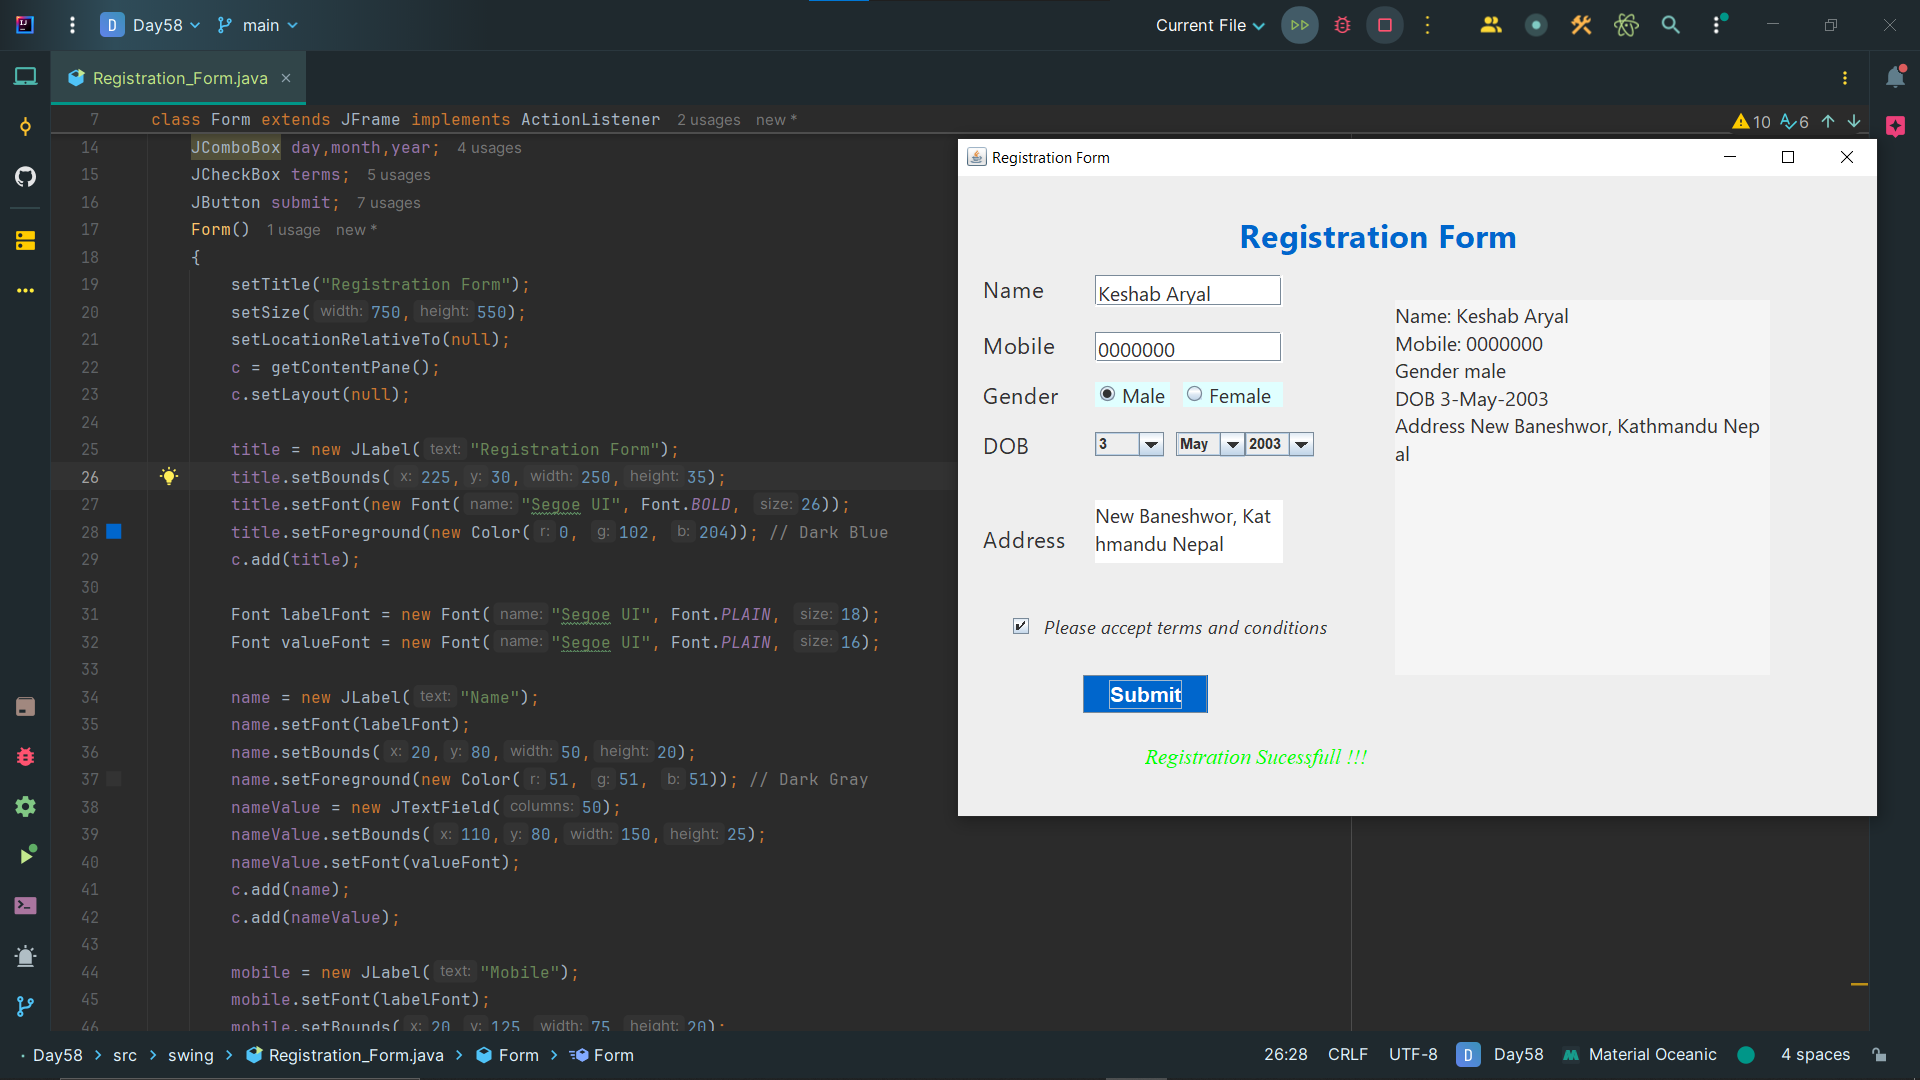 Day58
main
Current File
Registration_Form.java
7 class Form extends JFrame implements ActionListener 2 usages new *
10 6
14 JComboBox day,month,year; 4 usages
15 JCheckBox terms; 5 usages
16 JButton submit; 7 usages
17 Form() 1 usage new *
18 {
19 setTitle("Registration Form");
20 setSize( width: 750, height: 550);
21 setLocationRelativeTo(null);
22 c = getContentPane();
23 c.setLayout(null);
24
25 title = new JLabel( text: "Registration Form");
26 title.setBounds( x: 225, y: 30, width: 250, height: 35);
27 title.setFont(new Font( name: "Segoe UI", Font.BOLD, size: 26));
28 title.setForeground(new Color( r: 0, g: 102, b: 204)); // Dark Blue
29 c.add(title);
30
31 Font labelFont = new Font( name: "Segoe UI", Font.PLAIN, size: 18);
32 Font valueFont = new Font( name: "Segoe UI", Font.PLAIN, size: 16);
33
34 name = new JLabel( text: "Name");
35 name.setFont(labelFont);
36 name.setBounds( x: 20, y: 80, width: 50, height: 20);
37 name.setForeground(new Color( r: 51, g: 51, b: 51)); // Dark Gray
38 nameValue = new JTextField( columns: 50);
39 nameValue.setBounds( x: 110, y: 80, width: 150, height: 25);
40 nameValue.setFont(valueFont);
41 c.add(name);
42 c.add(nameValue);
43
44 mobile = new JLabel( text: "Mobile");
45 mobile.setFont(labelFont);
46 mobile.setBounds( x: 20, y: 125, width: 75, height: 20);
Registration Form
Registration Form
Name Keshab Aryal
Mobile 0000000
Gender Male Female
DOB 3 May 2003
Address
New Baneshwor, Kat
hmandu Nepal
Please accept terms and conditions
Submit
Registration Sucessfull !!!
Name: Keshab Aryal
Mobile: 0000000
Gender male
DOB 3-May-2003
Address New Baneshwor, Kathmandu Nep
al
Day58 > src > swing > Registration_Form.java > Form > Form
26:28 CRLF UTF-8 D Day58 Material Oceanic 4 spaces